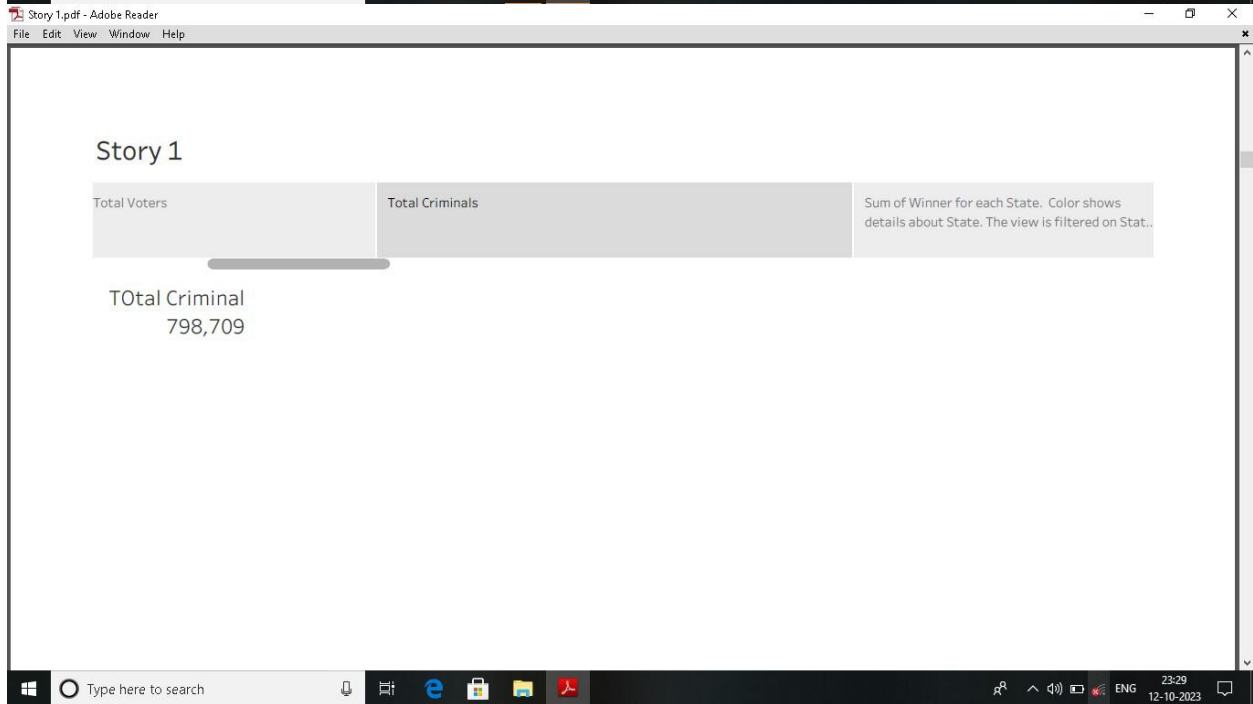 Story 1.pdf - Adobe Reader
File Edit View Window Help
Story 1
Total Voters
Total Criminals
Sum of Winner for each State. Color shows
details about State. The view is filtered on Stat..
TOtal Criminal
798,709
Type here to search
ENG
23:29
12-10-2023